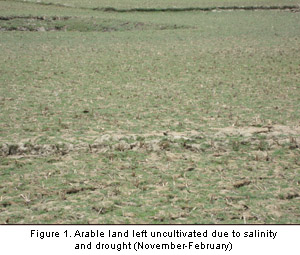 Figure 1. Arable land left uncultivated due to salinity
and drought (November-February)